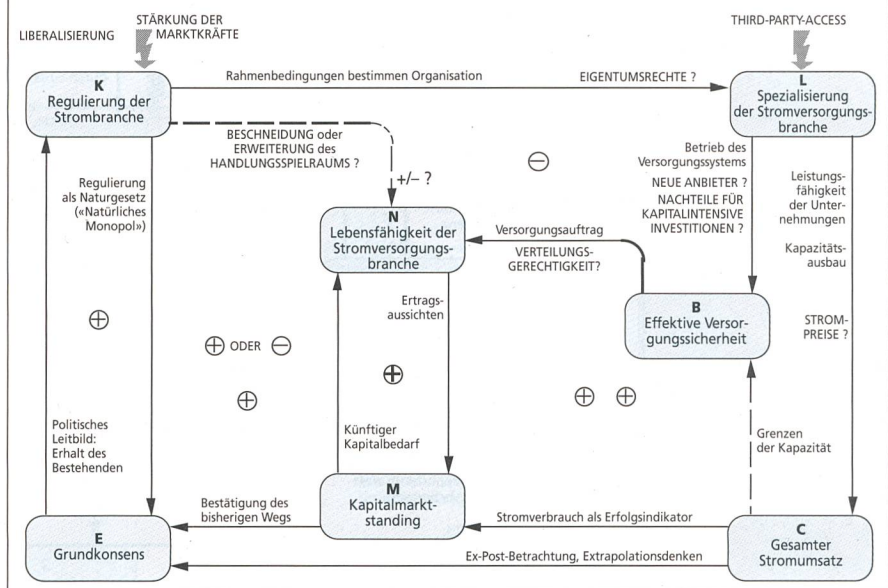 LIBERALISIERUNG
STÄRKUNG DER
MARKTKRÄFTE
THIRD-PARTY-ACCESS
K
Regulierung der
Strombranche
Rahmenbedingungen bestimmen Organisation
EIGENTUMSRECHTE ?
L
Spezialisierung
der Stromversorgungs-
branche
BESCHNEIDUNG oder
ERWEITERUNG des
HANDLUNGSSPIELRAUMS ?
+/– ?
Regulierung
als Naturgesetz
(«Natürliches
Monopol»)
N
Lebensfähigkeit der
Stromversorgungs-
branche
Versorgungsauftrag
VERTEILUNGS-
GERECHTIGKEIT?
Betrieb des
Versorgungssystems
NEUE ANBIETER ?
NACHTEILE FÜR
KAPITALINTENSIVE
INVESTITIONEN ?
Leistungs-
fähigkeit
der Unter-
nehmungen
Kapazitäts-
ausbau
STROM-
PREISE ?
B
Effektive Versor-
gungssicherheit
Ertrags-
aussichten
⊖
⊕
⊕ ODER ⊖
⊕
⊕
⊕ ⊕
Politisches
Leitbild:
Erhalt des
Bestehenden
Künftiger
Kapitalbedarf
Grenzen
der Kapazität
M
Kapitalmarkt-
standing
Bestätigung des
bisherigen Wegs
Stromverbrauch als Erfolgsindikator
E
Grundkonsens
Ex-Post-Betrachtung, Extrapolationsdenken
C
Gesamter
Stromumsatz